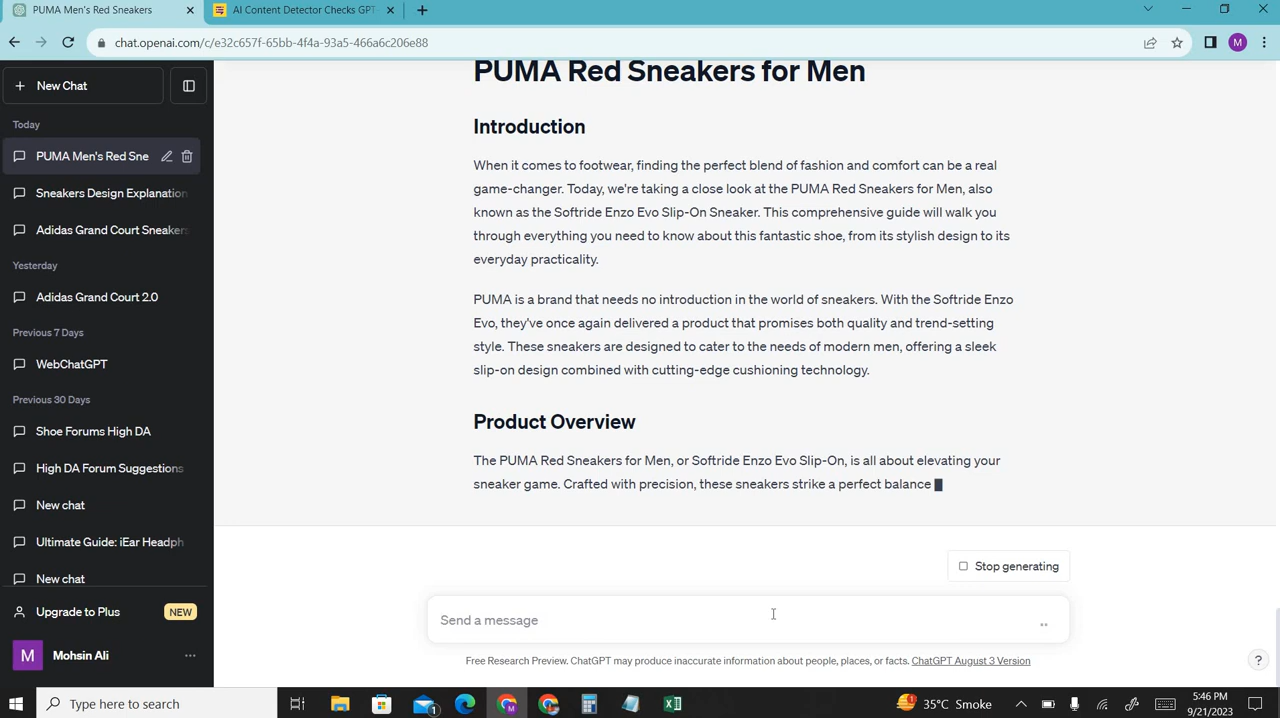 PUMA Men's Red Sneakers
AI Content Detector Checks GPT-
chat.openai.com/c/e32c657f-65bb-4f4a-93a5-466a6c206e88
M
New Chat
Today
PUMA Men's Red Sne
Sneakers Design Explanation
Adidas Grand Court Sneakers
Yesterday
Adidas Grand Court 2.0
Previous 7 Days
WebChatGPT
Previous 30 Days
Shoe Forums High DA
High DA Forum Suggestions
New chat
Ultimate Guide: iEar Headph
New chat
Upgrade to Plus
NEW
M
Mohsin Ali
PUMA Red Sneakers for Men
Introduction
When it comes to footwear, finding the perfect blend of fashion and comfort can be a real
game-changer. Today, we're taking a close look at the PUMA Red Sneakers for Men, also
known as the Softride Enzo Evo Slip-On Sneaker. This comprehensive guide will walk you
through everything you need to know about this fantastic shoe, from its stylish design to its
everyday practicality.
PUMA is a brand that needs no introduction in the world of sneakers. With the Softride Enzo
Evo, they've once again delivered a product that promises both quality and trend-setting
style. These sneakers are designed to cater to the needs of modern men, offering a sleek
slip-on design combined with cutting-edge cushioning technology.
Product Overview
The PUMA Red Sneakers for Men, or Softride Enzo Evo Slip-On, is all about elevating your
sneaker game. Crafted with precision, these sneakers strike a perfect balance
Stop generating
Send a message
Free Research Preview. ChatGPT may produce inaccurate information about people, places, or facts. ChatGPT August 3 Version
?
Type here to search
1
M
35°C Smoke
5:46 PM
9/21/2023